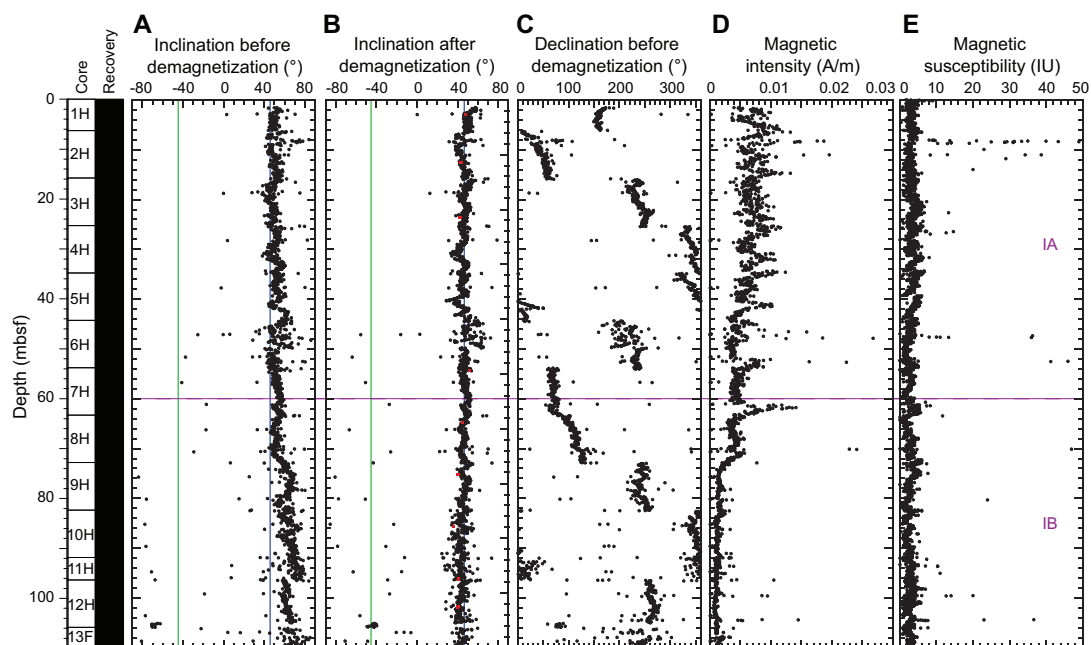 A B C D E
Inclination before
demagnetization (°)
Inclination after
demagnetization (°)
Declination before
demagnetization (°)
Magnetic
intensity (A/m)
Magnetic
susceptibility (IU)
Core
Recovery
-80 -40 0 40 80
-80 -40 0 40 80
0 100 200 300
0 0.01 0.02 0.03
0 10 20 30 40 50
Depth (mbsf)
0
20
40
60
80
100
1H
2H
3H
4H
5H
6H
7H
8H
9H
10H
11H
12H
13F
IA
IB